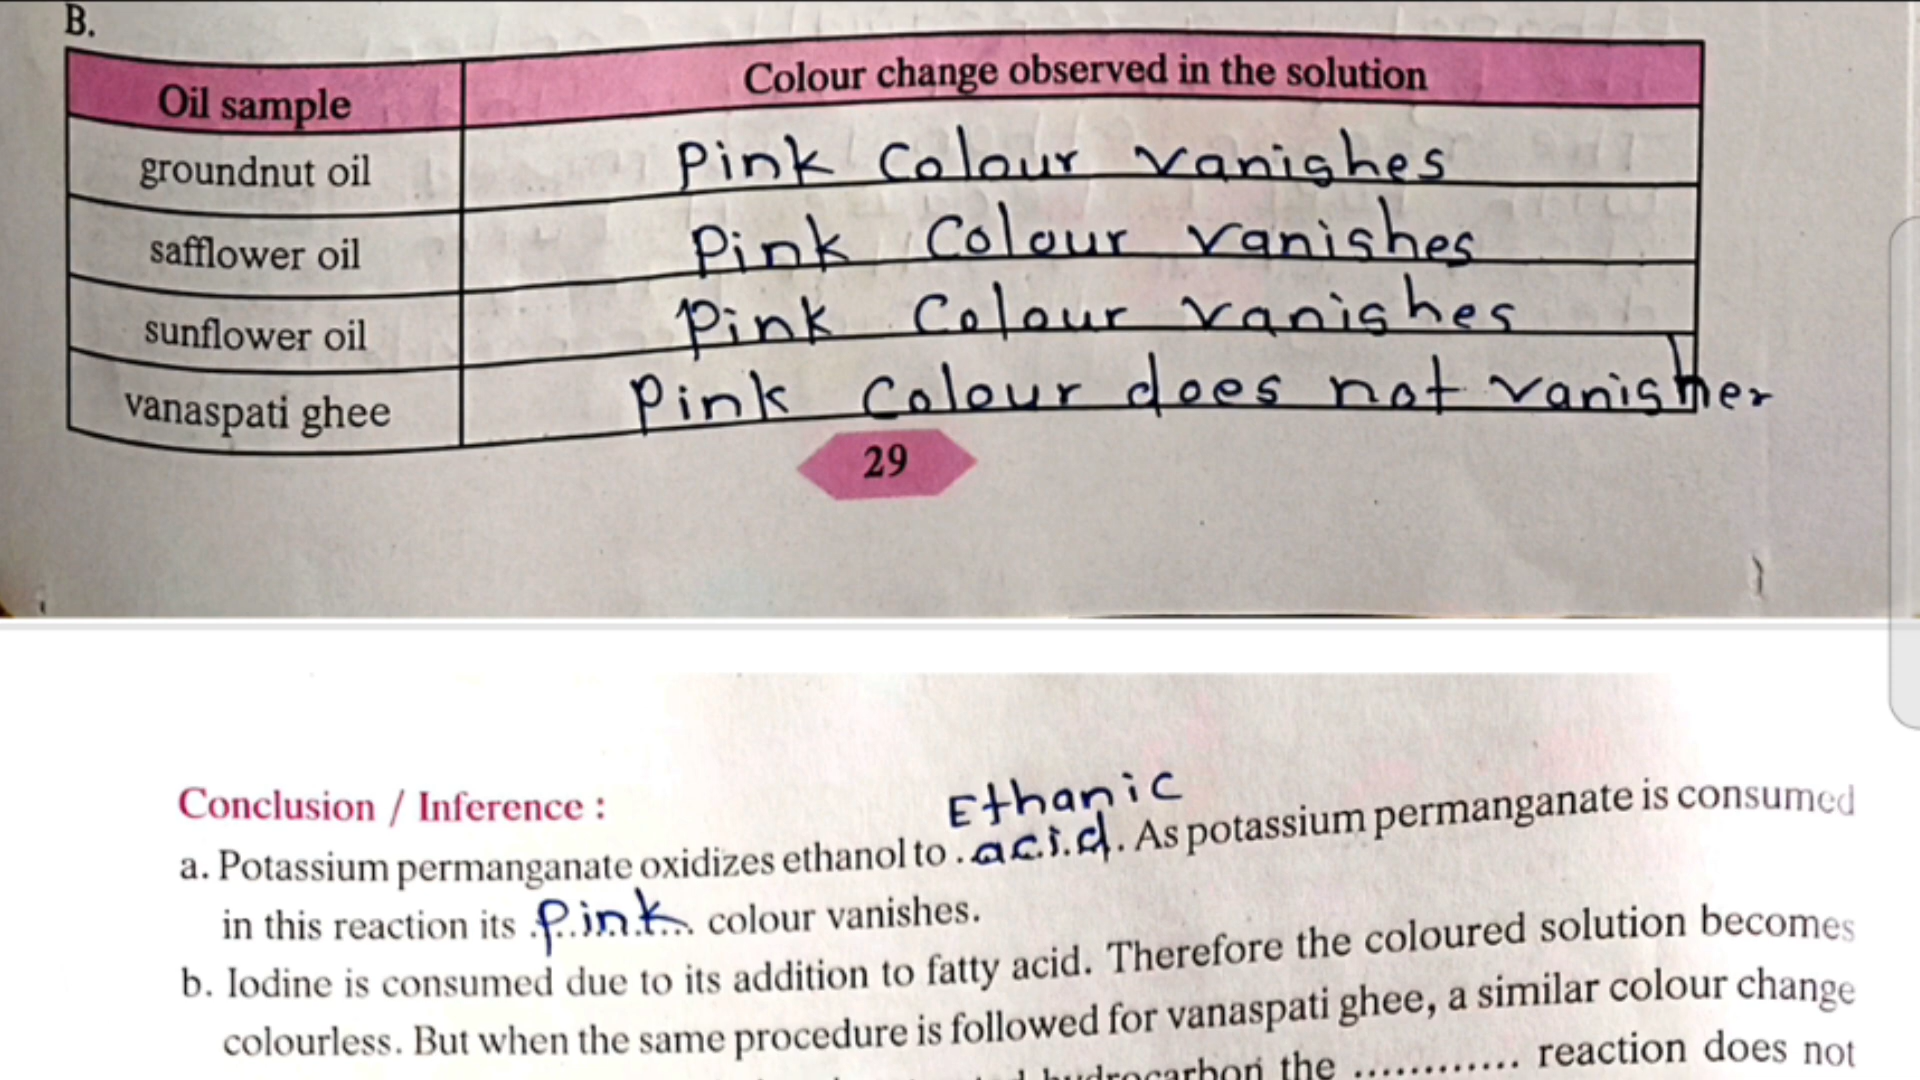 B.
Oil sample Colour change observed in the solution
groundnut oil Pink Colour vanishes
safflower oil Pink Colour vanishes
sunflower oil Pink Colour vanishes
vanaspati ghee Pink Colour does not vanisher
29
Conclusion / Inference :
Ethanic
a. Potassium permanganate oxidizes ethanol to .acid. As potassium permanganate is consumed
in this reaction its .Pink... colour vanishes.
b. Iodine is consumed due to its addition to fatty acid. Therefore the coloured solution becomes
colourless. But when the same procedure is followed for vanaspati ghee, a similar colour change
hydrocarbon the ............ reaction does not